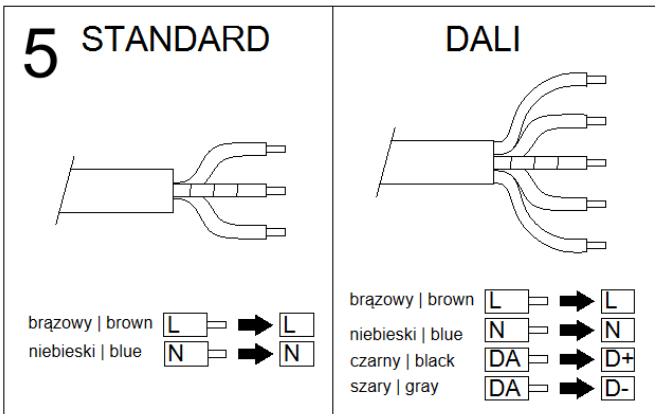 5 STANDARD
brązowy | brown L L
niebieski | blue N N
DALI
brązowy | brown L L
niebieski | blue N N
czarny | black DA D+
szary | gray DA D-